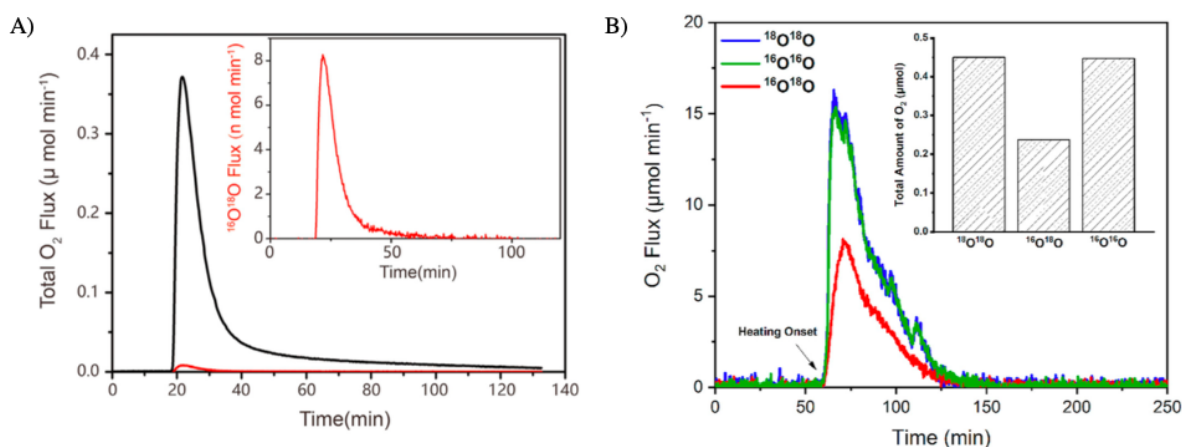 A)
Total O₂ Flux (μ mol min⁻¹)
0.4
0.3
0.2
0.1
0.0
0 20 40 60 80 100 120 140
Time(min)
¹⁶O¹⁸O Flux (n mol min⁻¹)
8
6
4
2
0
0 50 100
Time(min)
B)
¹⁸O¹⁸O
¹⁶O¹⁶O
¹⁶O¹⁸O
O₂ Flux (μmol min⁻¹)
20
15
10
5
0
Heating Onset
0 50 100 150 200 250
Time (min)
Total Amount of O₂ (μmol)
0.5
0.4
0.3
0.2
0.1
0.0
¹⁸O¹⁸O ¹⁶O¹⁸O ¹⁶O¹⁶O